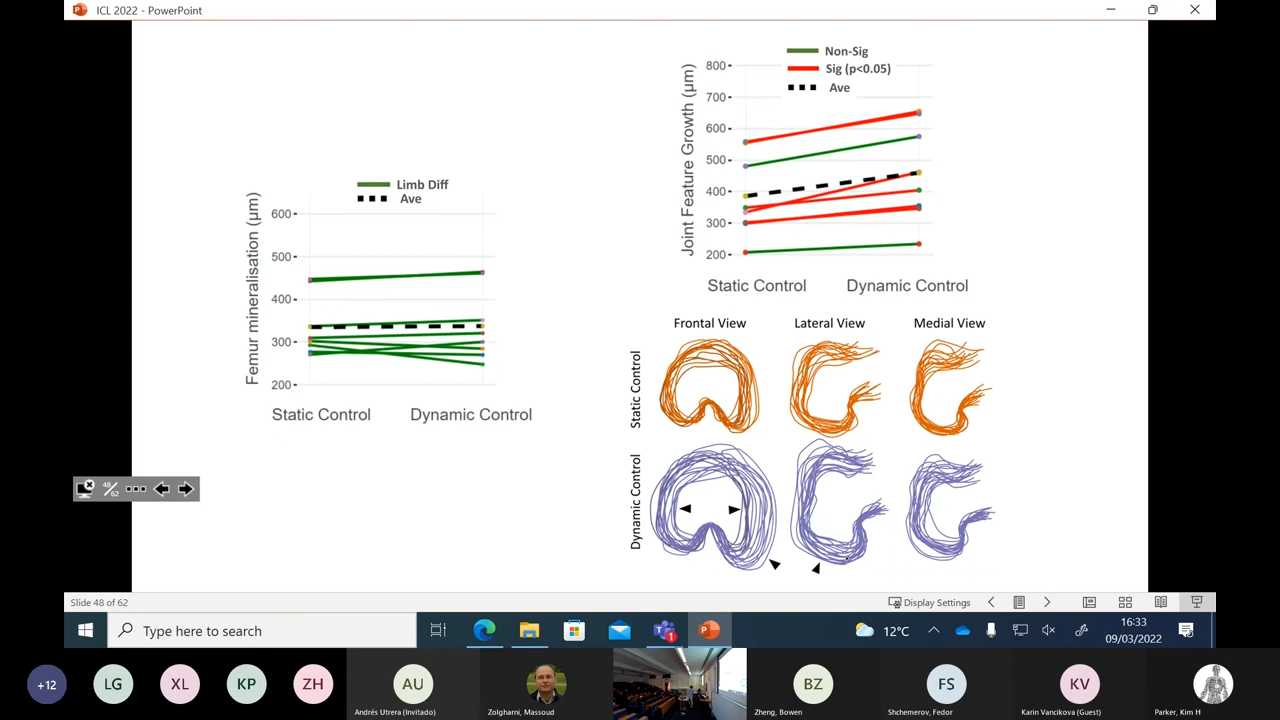 ICL 2022 - PowerPoint
Non-Sig
Sig (p<0.05)
Ave
Joint Feature Growth (µm)
800
700
600
500
400
300
200
Static Control
Dynamic Control
Limb Diff
Ave
Femur mineralisation (µm)
600
500
400
300
200
Static Control
Dynamic Control
Frontal View
Lateral View
Medial View
Static Control
Dynamic Control
48/62
Slide 48 of 62
Display Settings
Type here to search
1
12°C
16:33
09/03/2022
+12
LG
XL
KP
ZH
AU
BZ
FS
KV
Andrés Utrera (Invitado)
Zolgharni, Massoud
Zheng, Bowen
Shchemerov, Fedor
Karin Vancikova (Guest)
Parker, Kim H